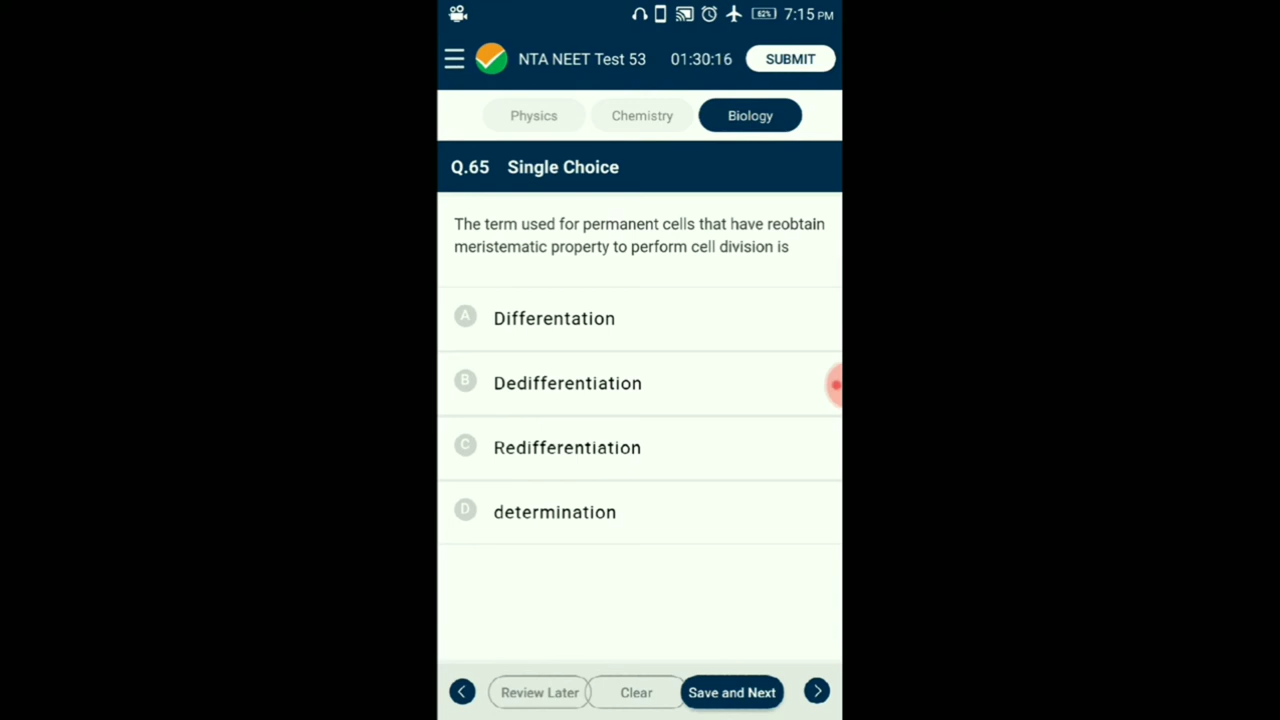 62% 7:15 PM
NTA NEET Test 53 01:30:16 SUBMIT
Physics Chemistry Biology
Q.65 Single Choice
The term used for permanent cells that have reobtain
meristematic property to perform cell division is
A Differentation
B Dedifferentiation
C Redifferentiation
D determination
Review Later Clear Save and Next